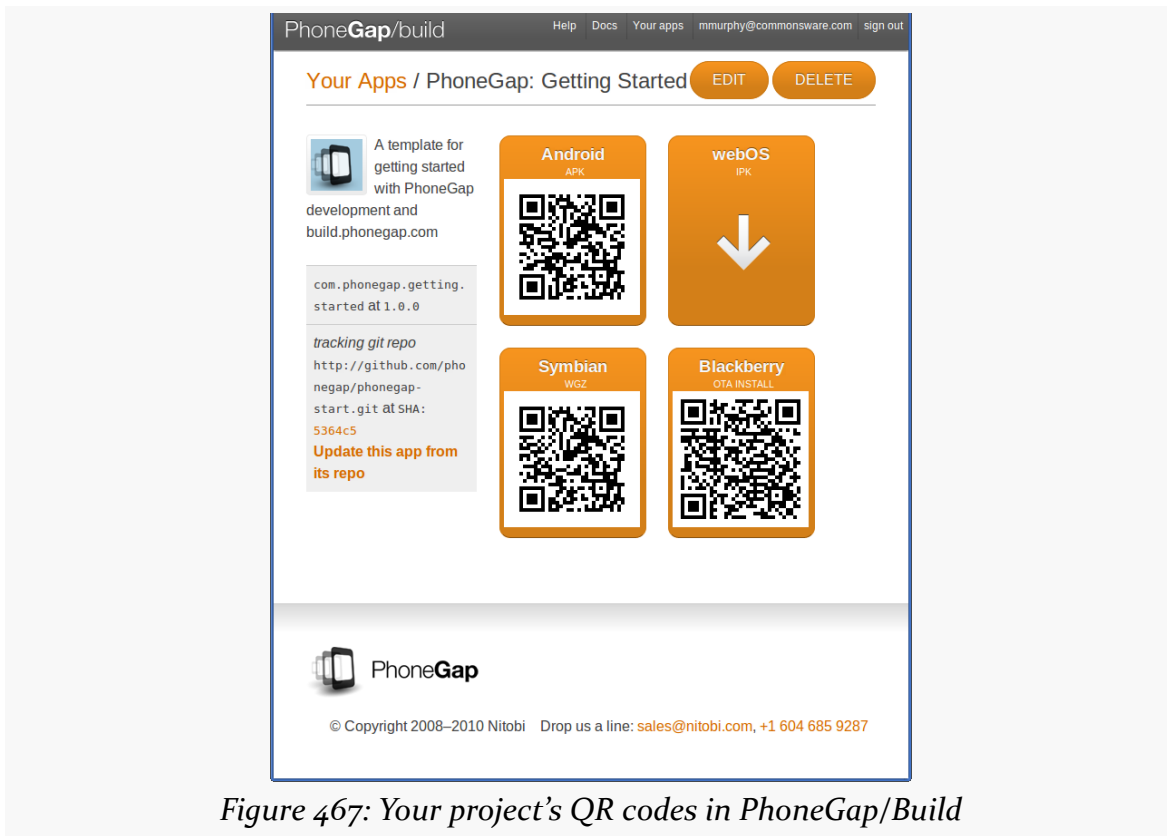 PhoneGap/build
Help Docs Your apps mmurphy@commonsware.com sign out
Your Apps / PhoneGap: Getting Started
EDIT
DELETE
A template for
getting started
with PhoneGap
development and
build.phonegap.com
com.phonegap.getting.
started at 1.0.0
tracking git repo
http://github.com/pho
negap/phonegap-
start.git at SHA:
5364c5
Update this app from
its repo
Android
APK
webOS
IPK
Symbian
WGZ
Blackberry
OTA INSTALL
PhoneGap
© Copyright 2008–2010 Nitobi Drop us a line: sales@nitobi.com, +1 604 685 9287
Figure 467: Your project’s QR codes in PhoneGap/Build